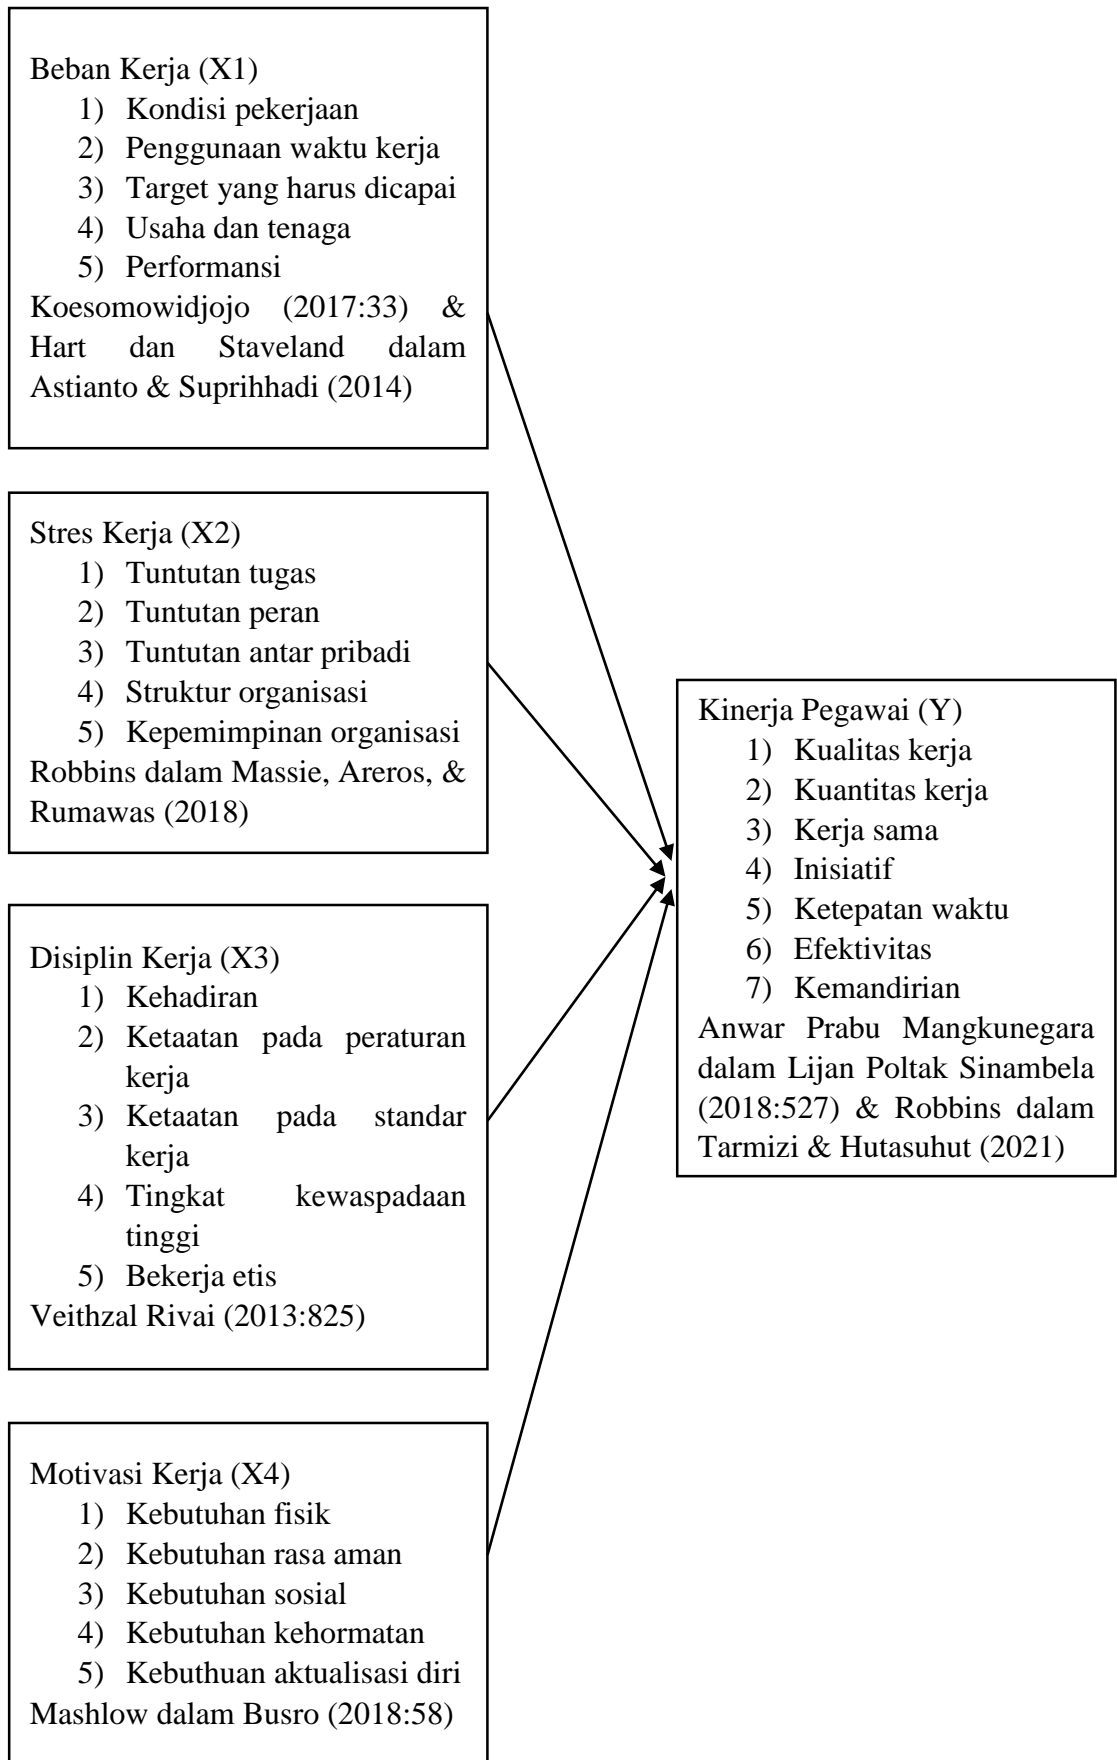 Beban Kerja (X1)
1) Kondisi pekerjaan
2) Penggunaan waktu kerja
3) Target yang harus dicapai
4) Usaha dan tenaga
5) Performansi
Koesomowidjojo (2017:33) &
Hart dan Staveland dalam
Astianto & Suprihhadi (2014)
Stres Kerja (X2)
1) Tuntutan tugas
2) Tuntutan peran
3) Tuntutan antar pribadi
4) Struktur organisasi
5) Kepemimpinan organisasi
Robbins dalam Massie, Areros, &
Rumawas (2018)
Disiplin Kerja (X3)
1) Kehadiran
2) Ketaatan pada peraturan
kerja
3) Ketaatan pada standar
kerja
4) Tingkat kewaspadaan
tinggi
5) Bekerja etis
Veithzal Rivai (2013:825)
Motivasi Kerja (X4)
1) Kebutuhan fisik
2) Kebutuhan rasa aman
3) Kebutuhan sosial
4) Kebutuhan kehormatan
5) Kebuthuan aktualisasi diri
Mashlow dalam Busro (2018:58)
Kinerja Pegawai (Y)
1) Kualitas kerja
2) Kuantitas kerja
3) Kerja sama
4) Inisiatif
5) Ketepatan waktu
6) Efektivitas
7) Kemandirian
Anwar Prabu Mangkunegara
dalam Lijan Poltak Sinambela
(2018:527) & Robbins dalam
Tarmizi & Hutasuhut (2021)